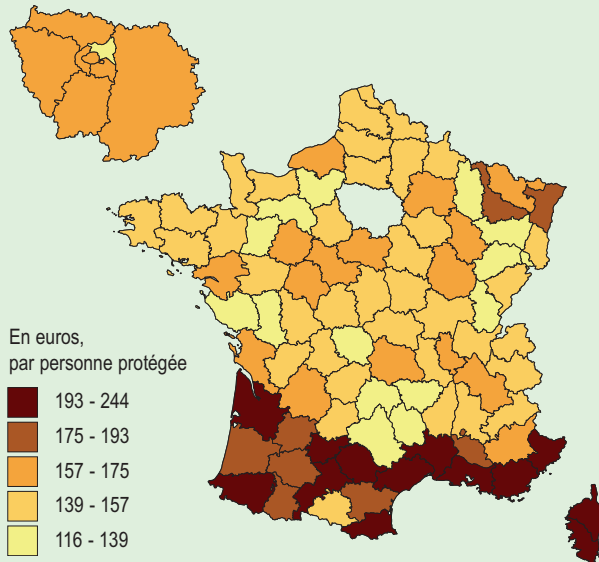 En euros,
par personne protégée
193 - 244
175 - 193
157 - 175
139 - 157
116 - 139